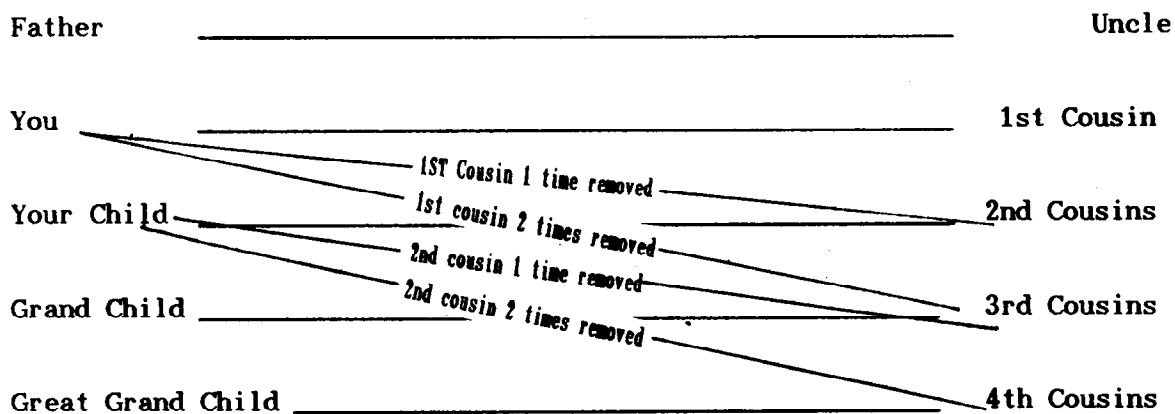 Father Uncle
You 1st Cousin
1ST Cousin 1 time removed
1st cousin 2 times removed
Your Child 2nd Cousins
2nd cousin 1 time removed
2nd cousin 2 times removed
Grand Child 3rd Cousins
Great Grand Child 4th Cousins